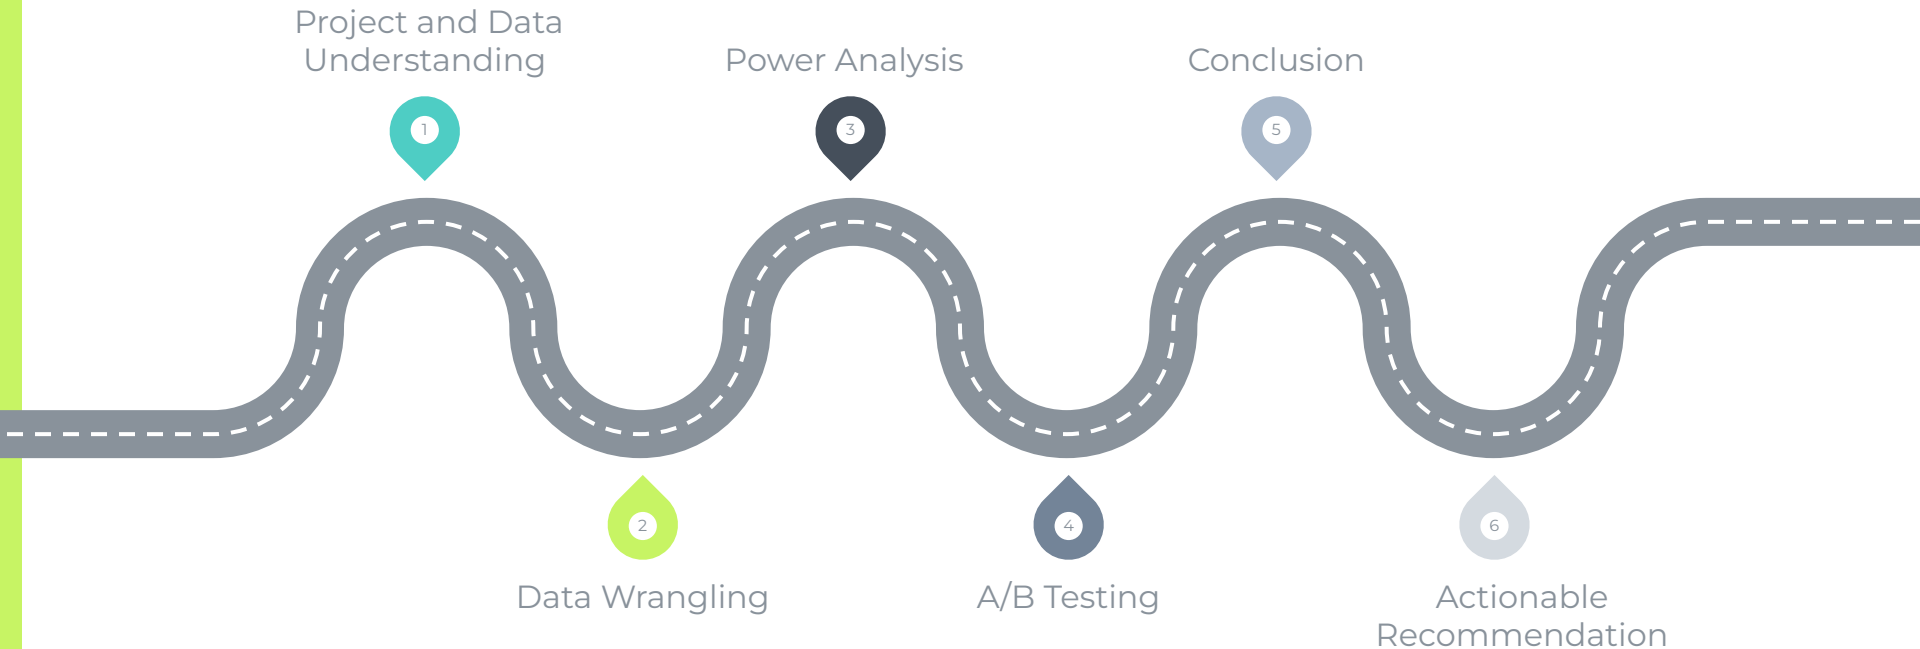 Project and Data
Understanding
1
Data Wrangling
2
Power Analysis
3
A/B Testing
4
Conclusion
5
Actionable
Recommendation
6